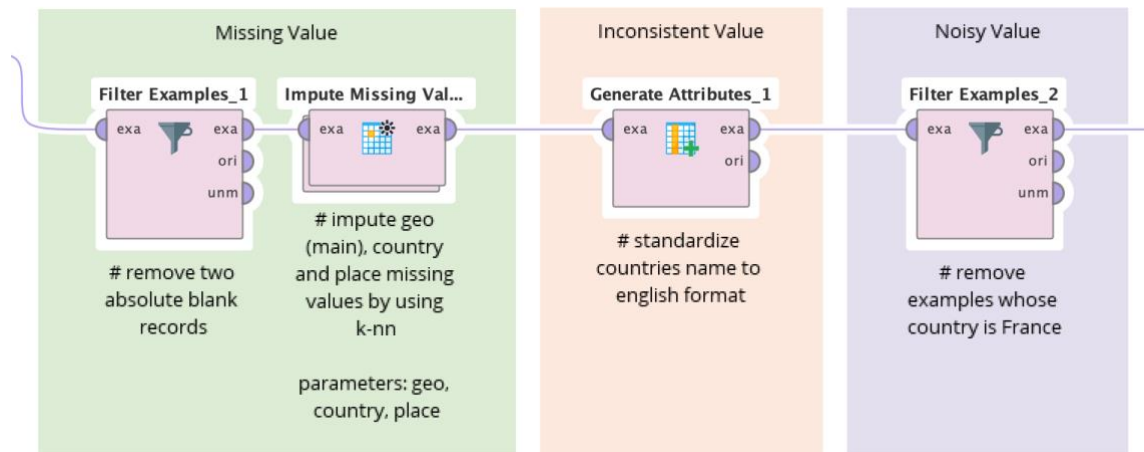 Missing Value
Filter Examples_1
exa
exa
ori
unm
# remove two
absolute blank
records
Impute Missing Val...
exa
exa
# impute geo
(main), country
and place missing
values by using
k-nn
parameters: geo,
country, place
Inconsistent Value
Generate Attributes_1
exa
exa
ori
# standardize
countries name to
english format
Noisy Value
Filter Examples_2
exa
exa
ori
unm
# remove
examples whose
country is France